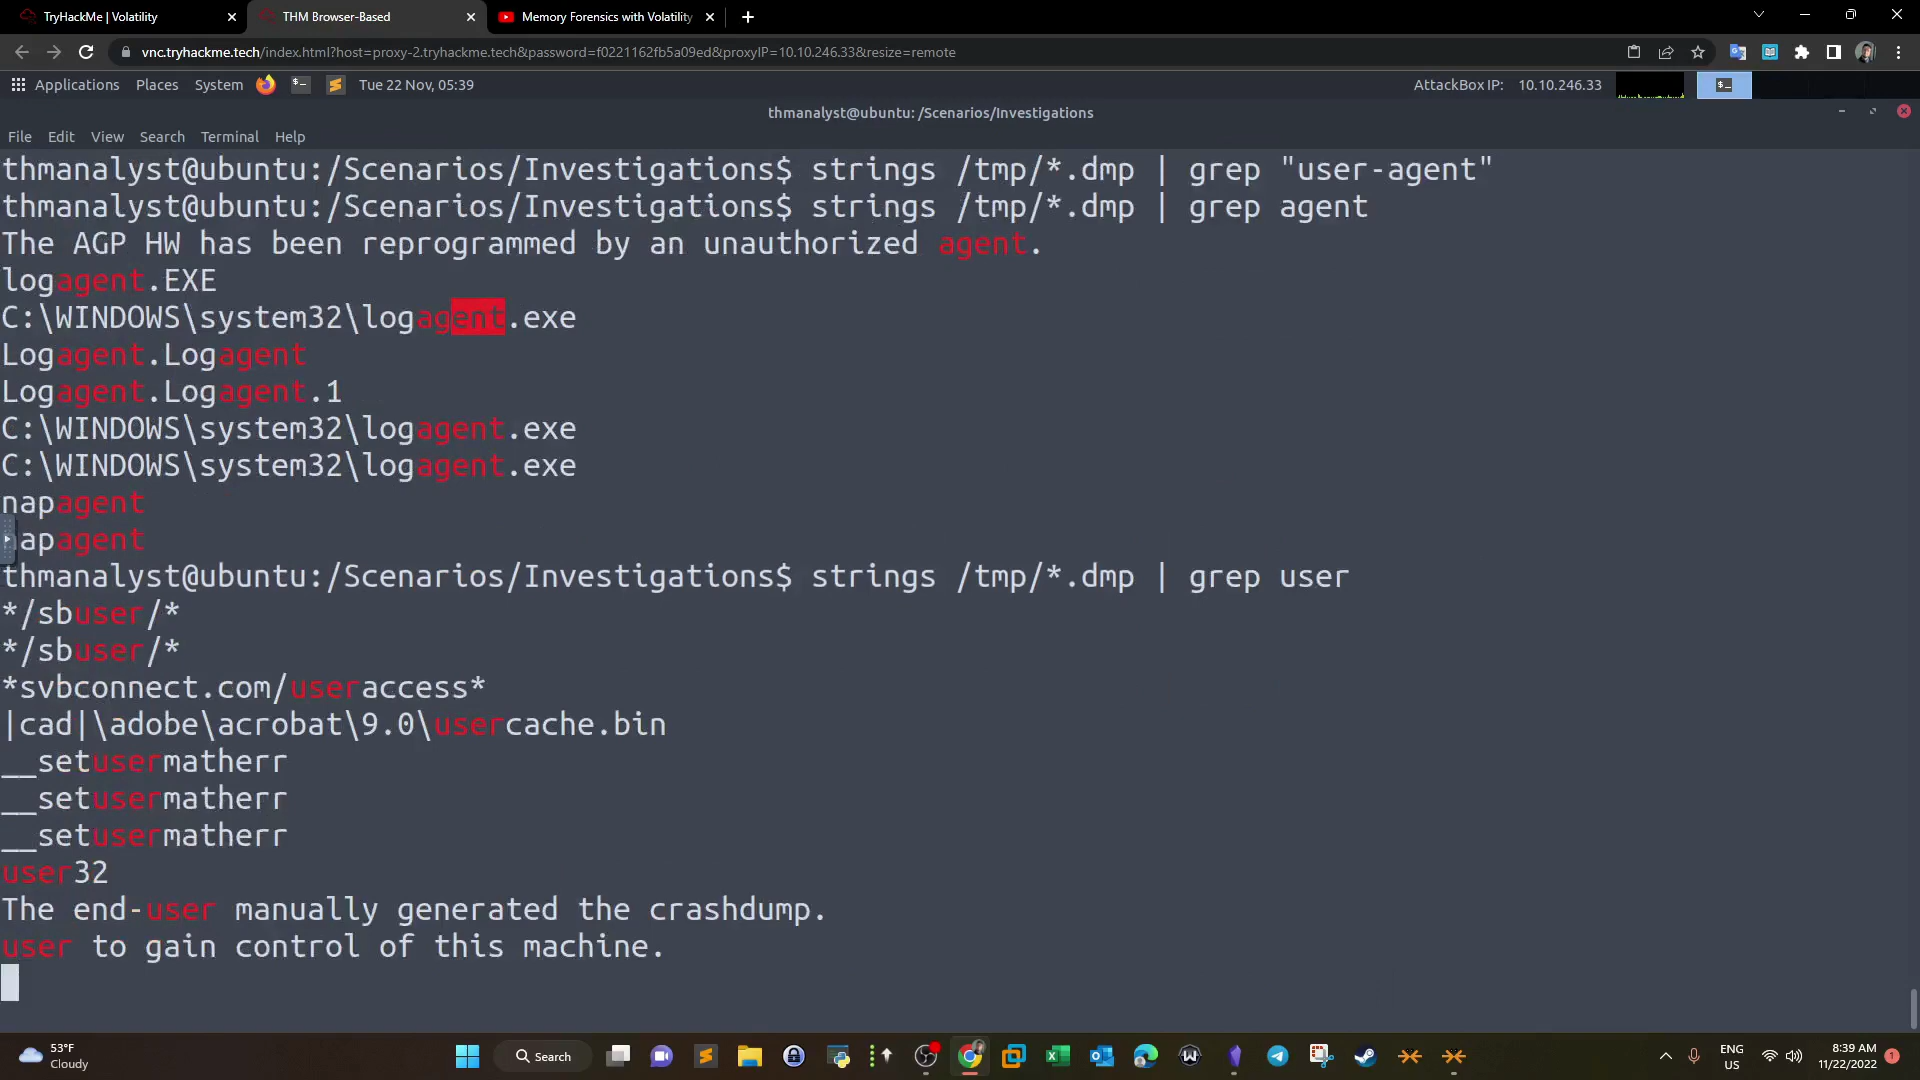 TryHackMe | Volatility
THM Browser-Based
Memory Forensics with Volatility
vnc.tryhackme.tech/index.html?host=proxy-2.tryhackme.tech&password=f0221162fb5a09ed&proxyIP=10.10.246.33&resize=remote
Applications Places System Tue 22 Nov, 05:39 AttackBox IP: 10.10.246.33
thmanalyst@ubuntu: /Scenarios/Investigations
File Edit View Search Terminal Help
thmanalyst@ubuntu:/Scenarios/Investigations$ strings /tmp/*.dmp | grep "user-agent"
thmanalyst@ubuntu:/Scenarios/Investigations$ strings /tmp/*.dmp | grep agent
The AGP HW has been reprogrammed by an unauthorized agent.
logagent.EXE
C:\WINDOWS\system32\logagent.exe
Logagent.Logagent
Logagent.Logagent.1
C:\WINDOWS\system32\logagent.exe
C:\WINDOWS\system32\logagent.exe
napagent
napagent
thmanalyst@ubuntu:/Scenarios/Investigations$ strings /tmp/*.dmp | grep user
*/sbuser/*
*/sbuser/*
*svbconnect.com/useraccess*
|cad|\adobe\acrobat\9.0\usercache.bin
__setusermatherr
__setusermatherr
__setusermatherr
user32
The end-user manually generated the crashdump.
user to gain control of this machine.
53°F
Cloudy
Search
ENG
US
8:39 AM
11/22/2022
1